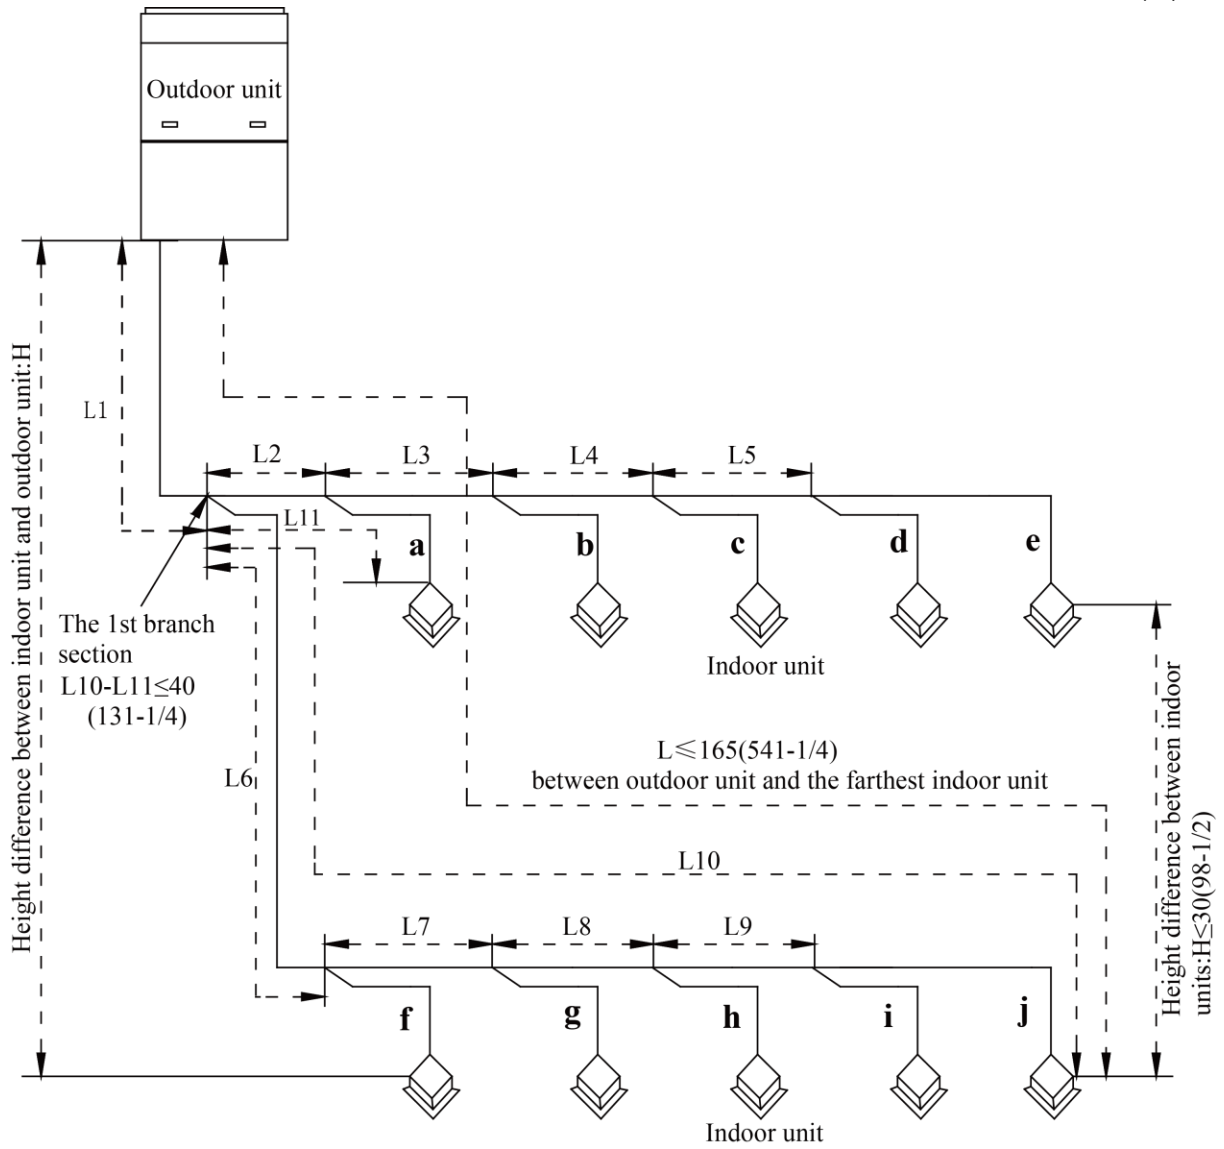 Outdoor unit
Height difference between indoor unit and outdoor unit:H
L1
L2
L3
L4
L5
L11
a
b
c
d
e
The 1st branch
section
L10-L11≤40
(131-1/4)
Indoor unit
L6
L≤165(541-1/4)
between outdoor unit and the farthest indoor unit
Height difference between indoor
units:H≤30(98-1/2)
L10
L7
L8
L9
f
g
h
i
j
Indoor unit